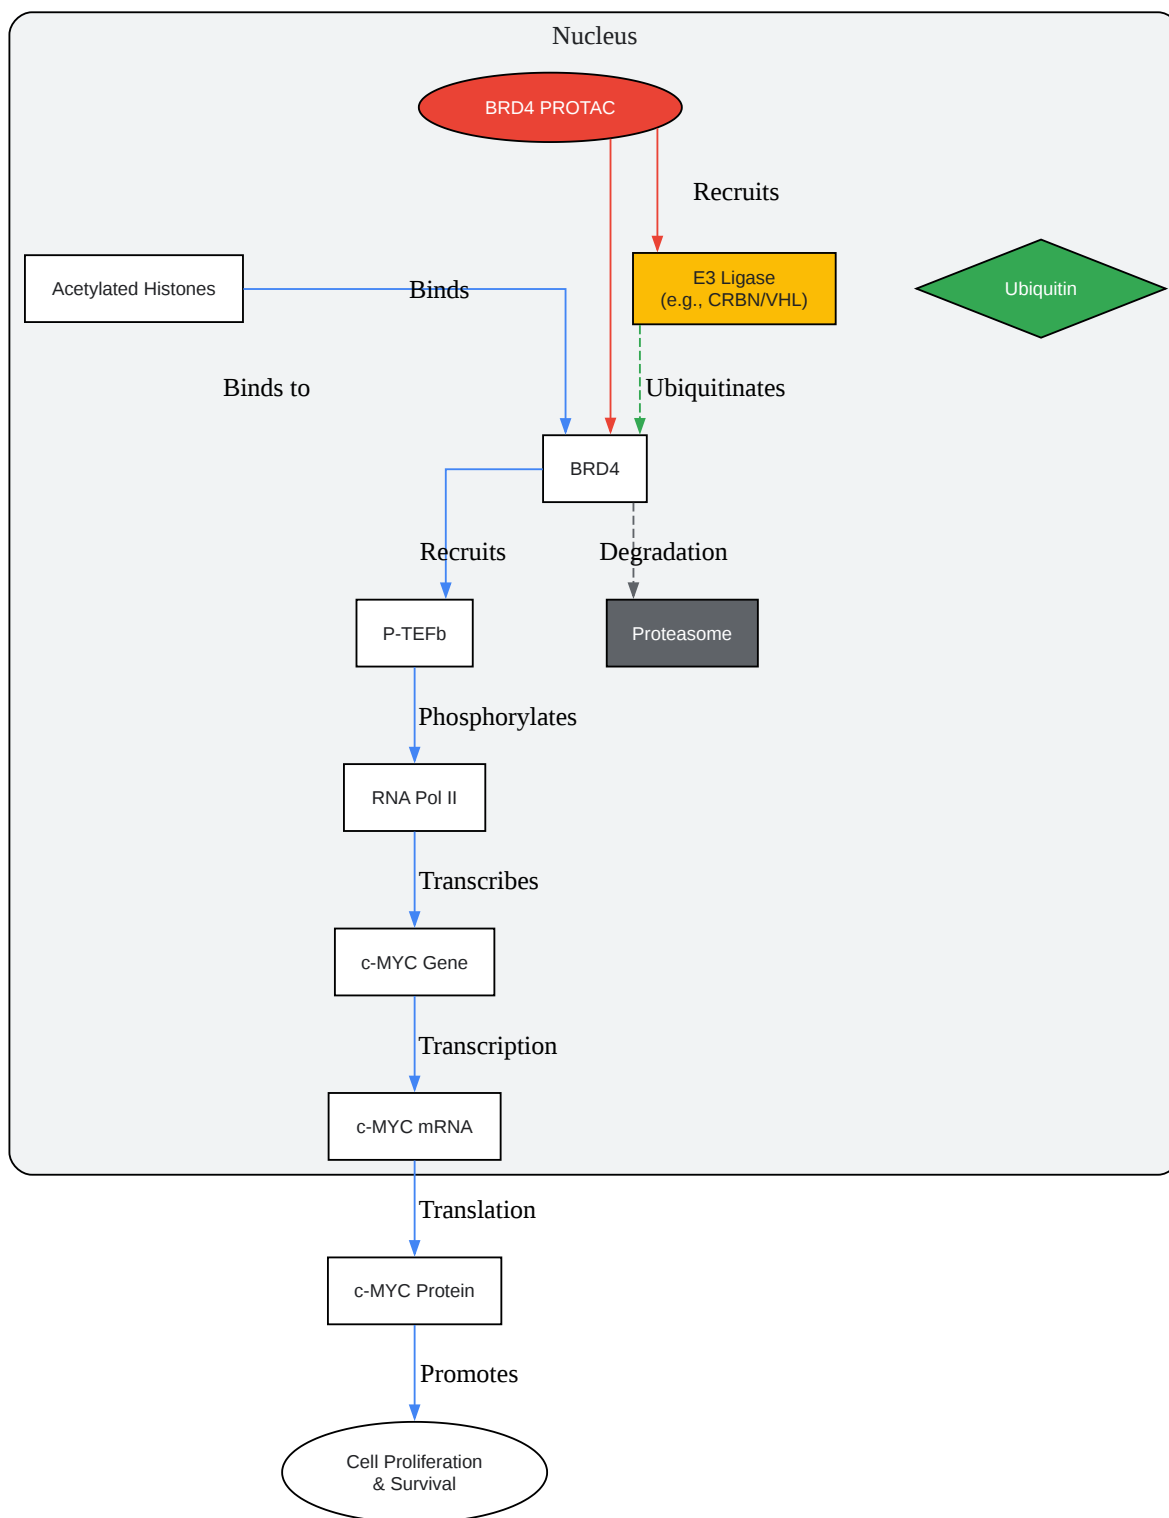 Nucleus
BRD4 PROTAC
Recruits
Acetylated Histones
Binds
E3 Ligase
(e.g., CRBN/VHL)
Ubiquitin
Binds to
Ubiquitinates
BRD4
Recruits
Degradation
P-TEFb
Proteasome
Phosphorylates
RNA Pol II
Transcribes
c-MYC Gene
Transcription
c-MYC mRNA
Translation
c-MYC Protein
Promotes
Cell Proliferation
& Survival